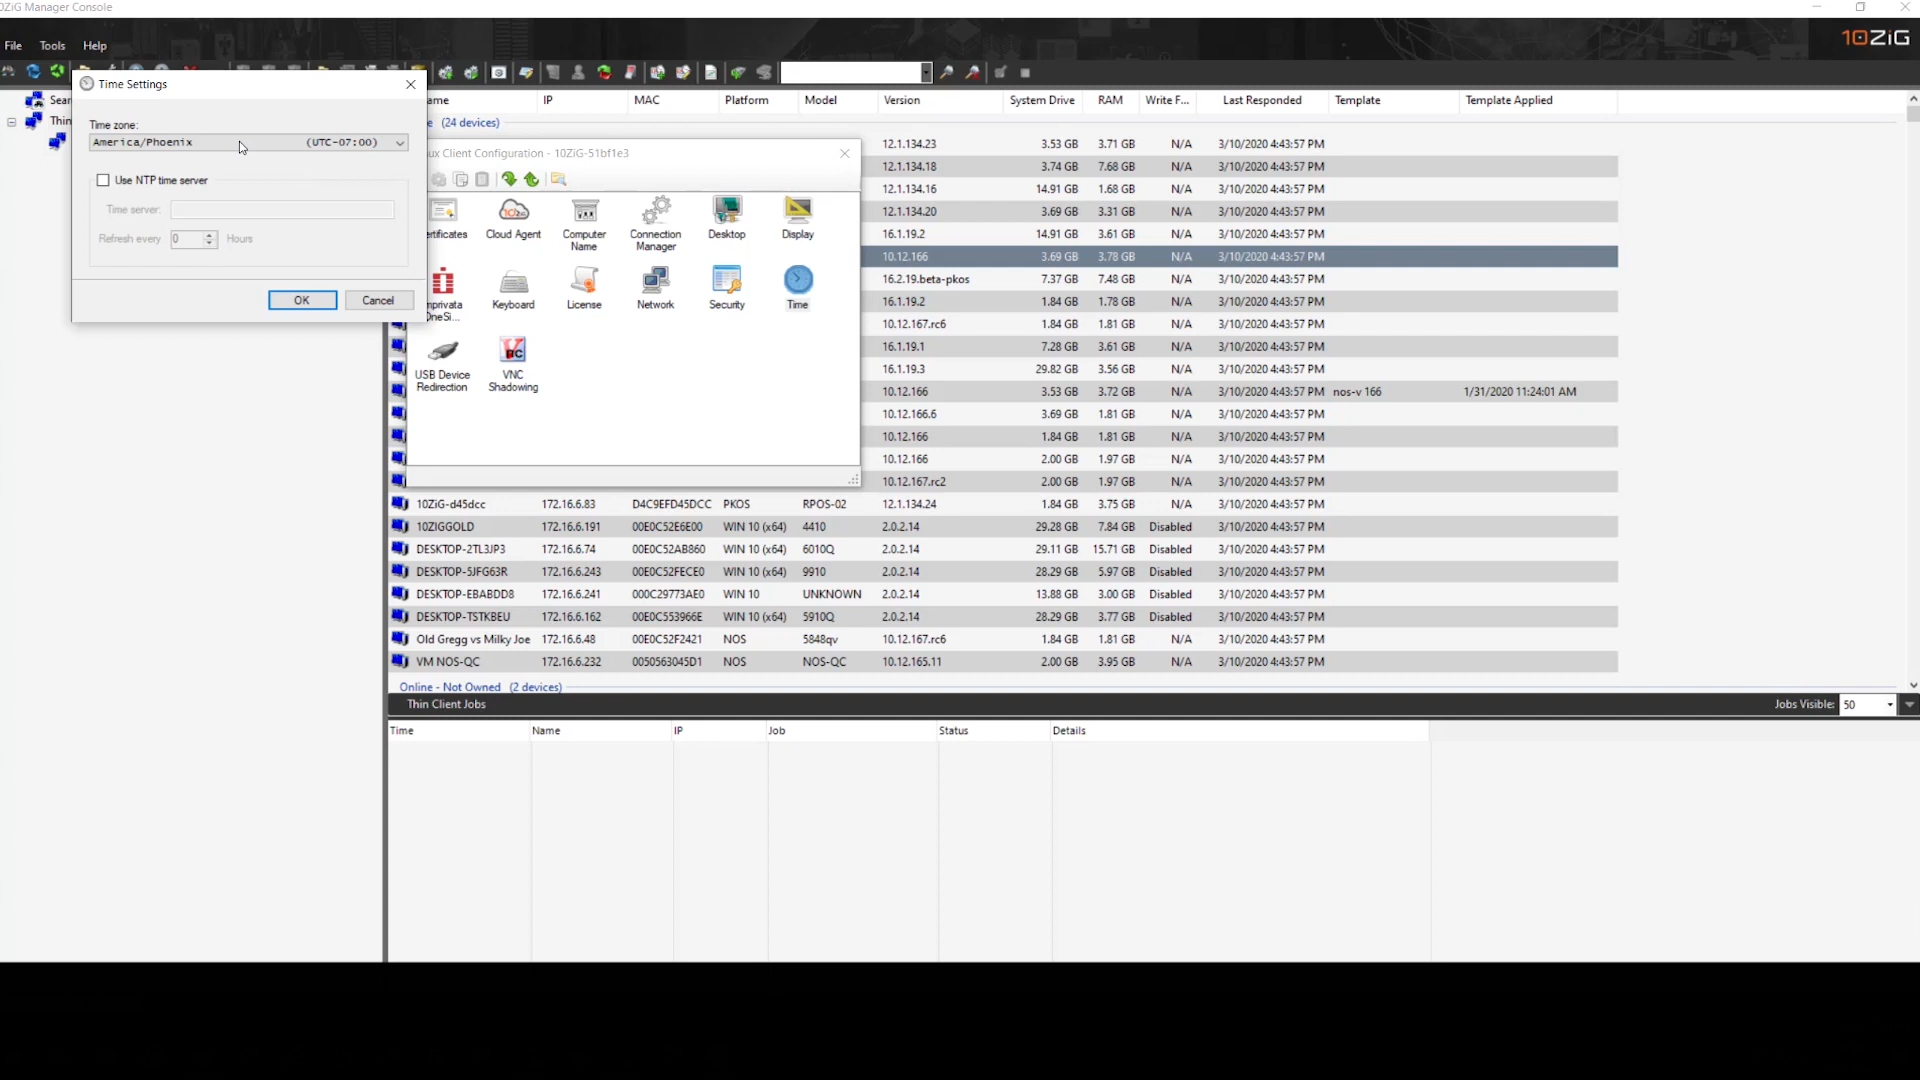 0ZiG Manager Console
File Tools Help
10ZiG
Time Settings
Time zone:
America/Phoenix (UTC-07:00)
Use NTP time server
Time server:
Refresh every 0 Hours
OK Cancel
Sear
Thin
ame IP MAC Platform Model Version System Drive RAM Write F... Last Responded Template Template Applied
e (24 devices)
ux Client Configuration - 10ZiG-51bf1e3
ertificates Cloud Agent Computer Name Connection Manager Desktop Display
mprivata OneSi... Keyboard License Network Security Time
USB Device Redirection VNC Shadowing
12.1.134.23 3.53 GB 3.71 GB N/A 3/10/2020 4:43:57 PM
12.1.134.18 3.74 GB 7.68 GB N/A 3/10/2020 4:43:57 PM
12.1.134.16 14.91 GB 1.68 GB N/A 3/10/2020 4:43:57 PM
12.1.134.20 3.69 GB 3.31 GB N/A 3/10/2020 4:43:57 PM
16.1.19.2 14.91 GB 3.61 GB N/A 3/10/2020 4:43:57 PM
10.12.166 3.69 GB 3.78 GB N/A 3/10/2020 4:43:57 PM
16.2.19.beta-pkos 7.37 GB 7.48 GB N/A 3/10/2020 4:43:57 PM
16.1.19.2 1.84 GB 1.78 GB N/A 3/10/2020 4:43:57 PM
10.12.167.rc6 1.84 GB 1.81 GB N/A 3/10/2020 4:43:57 PM
16.1.19.1 7.28 GB 3.61 GB N/A 3/10/2020 4:43:57 PM
16.1.19.3 29.82 GB 3.56 GB N/A 3/10/2020 4:43:57 PM
10.12.166 3.53 GB 3.72 GB N/A 3/10/2020 4:43:57 PM nos-v 166 1/31/2020 11:24:01 AM
10.12.166.6 3.69 GB 1.81 GB N/A 3/10/2020 4:43:57 PM
10.12.166 1.84 GB 1.81 GB N/A 3/10/2020 4:43:57 PM
10.12.166 2.00 GB 1.97 GB N/A 3/10/2020 4:43:57 PM
10.12.167.rc2 2.00 GB 1.97 GB N/A 3/10/2020 4:43:57 PM
10ZiG-d45dcc 172.16.6.83 D4C9EFD45DCC PKOS RPOS-02 12.1.134.24 1.84 GB 3.75 GB N/A 3/10/2020 4:43:57 PM
10ZIGGOLD 172.16.6.191 00E0C52E6E00 WIN 10 (x64) 4410 2.0.2.14 29.28 GB 7.84 GB Disabled 3/10/2020 4:43:57 PM
DESKTOP-2TL3JP3 172.16.6.74 00E0C52AB860 WIN 10 (x64) 6010Q 2.0.2.14 29.11 GB 15.71 GB Disabled 3/10/2020 4:43:57 PM
DESKTOP-5JFG63R 172.16.6.243 00E0C52FECE0 WIN 10 (x64) 9910 2.0.2.14 28.29 GB 5.97 GB Disabled 3/10/2020 4:43:57 PM
DESKTOP-EBABDD8 172.16.6.241 000C29773AE0 WIN 10 UNKNOWN 2.0.2.14 13.88 GB 3.00 GB Disabled 3/10/2020 4:43:57 PM
DESKTOP-TSTKBEU 172.16.6.162 00E0C553966E WIN 10 (x64) 5910Q 2.0.2.14 28.29 GB 3.77 GB Disabled 3/10/2020 4:43:57 PM
Old Gregg vs Milky Joe 172.16.6.48 00E0C52F2421 NOS 5848qv 10.12.167.rc6 1.84 GB 1.81 GB N/A 3/10/2020 4:43:57 PM
VM NOS-QC 172.16.6.232 0050563045D1 NOS NOS-QC 10.12.165.11 2.00 GB 3.95 GB N/A 3/10/2020 4:43:57 PM
Online - Not Owned (2 devices)
Thin Client Jobs Jobs Visible: 50
Time Name IP Job Status Details